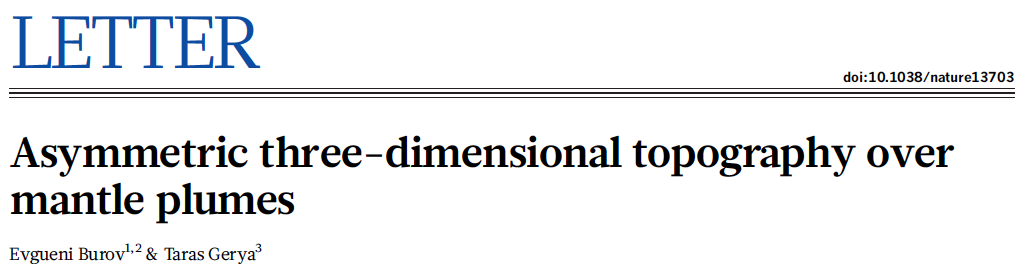 LETTER
doi:10.1038/nature13703
Asymmetric three-dimensional topography over
mantle plumes
Evgueni Burov1,2 & Taras Gerya3